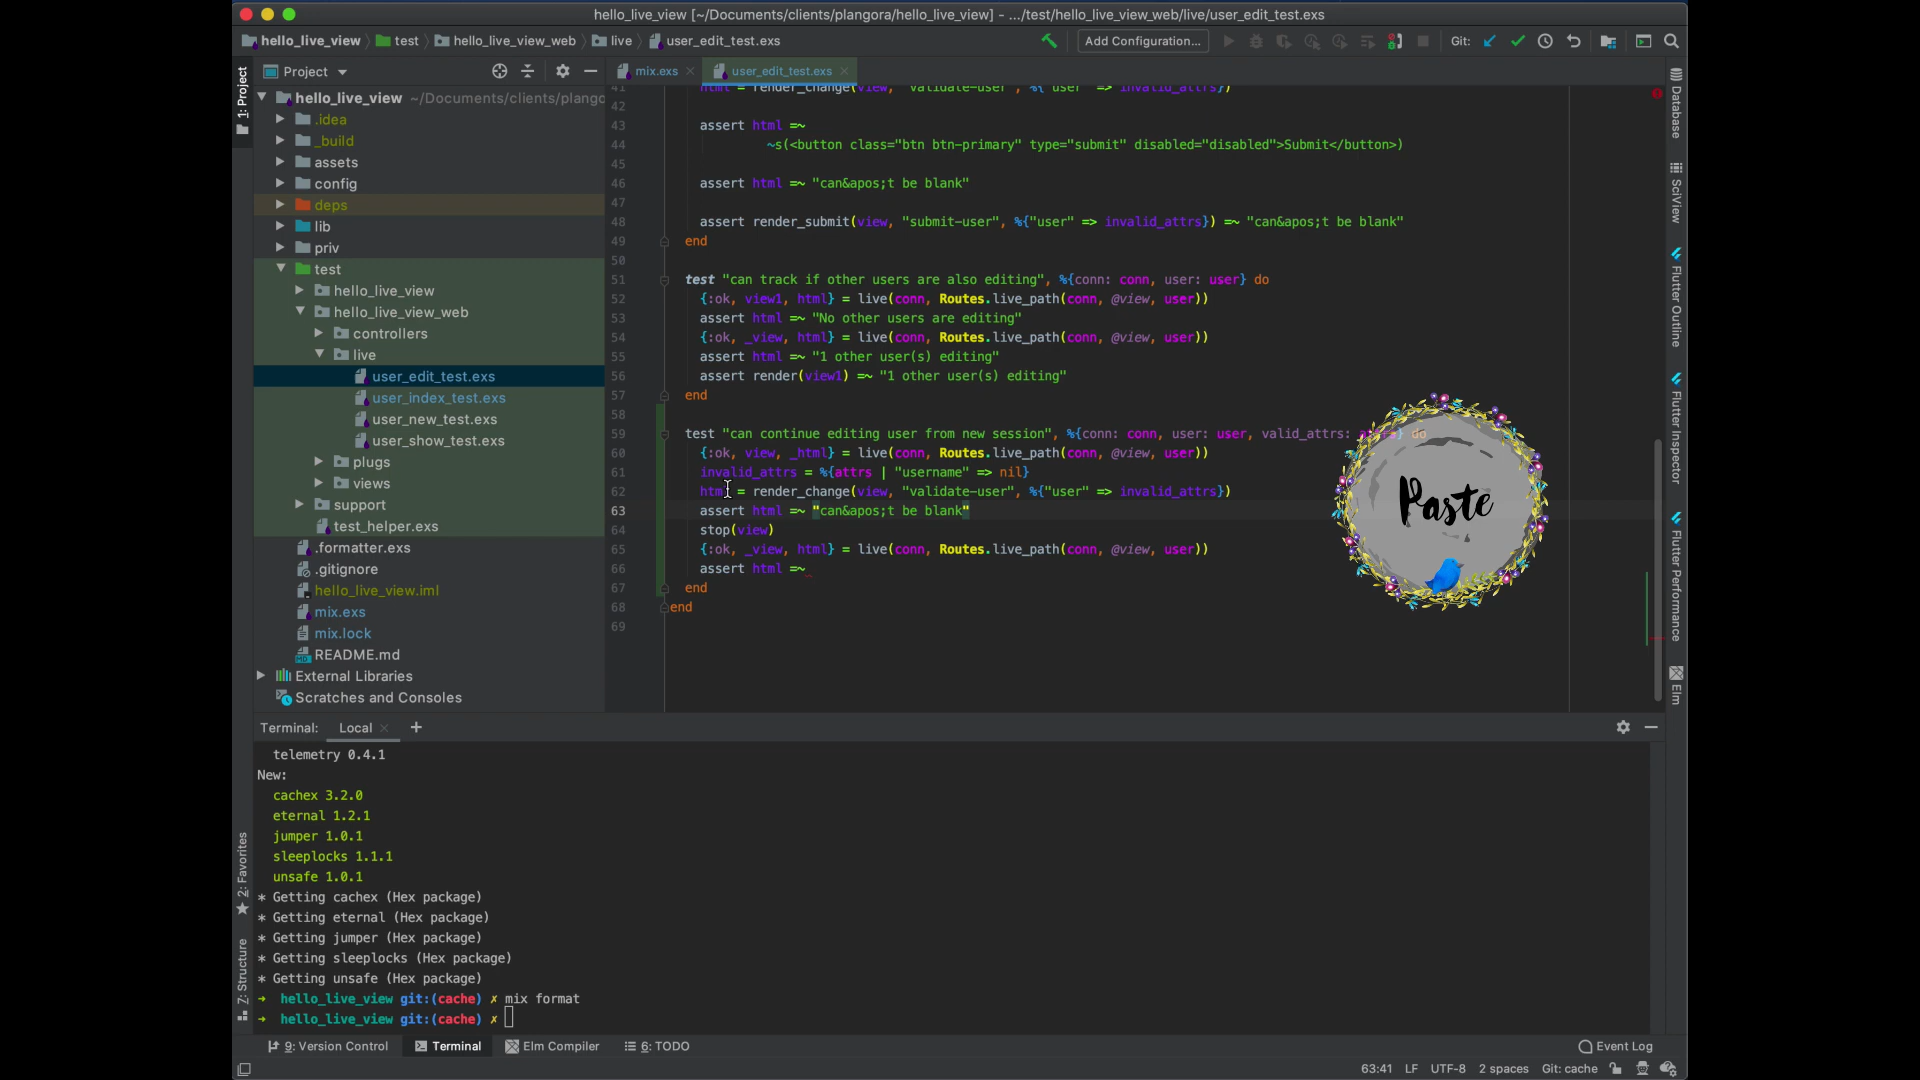 hello_live_view [~/Documents/clients/plangora/hello_live_view] - .../test/hello_live_view_web/live/user_edit_test.exs
hello_live_view test hello_live_view_web live user_edit_test.exs
Add Configuration...
Git:
1: Project
Project
mix.exs
user_edit_test.exs
hello_live_view ~/Documents/clients/plango
.idea
_build
assets
config
deps
lib
priv
test
hello_live_view
hello_live_view_web
controllers
live
user_edit_test.exs
user_index_test.exs
user_new_test.exs
user_show_test.exs
plugs
views
support
test_helper.exs
.formatter.exs
.gitignore
hello_live_view.iml
mix.exs
mix.lock
README.md
External Libraries
Scratches and Consoles
41 html = render_change(view, "validate-user", %{"user" => invalid_attrs})
42
43 assert html =~
44 ~s(<button class="btn btn-primary" type="submit" disabled="disabled">Submit</button>)
45
46 assert html =~ "can&apos;t be blank"
47
48 assert render_submit(view, "submit-user", %{"user" => invalid_attrs}) =~ "can&apos;t be blank"
49 end
50
51 test "can track if other users are also editing", %{conn: conn, user: user} do
52 {:ok, view1, html} = live(conn, Routes.live_path(conn, @view, user))
53 assert html =~ "No other users are editing"
54 {:ok, _view, html} = live(conn, Routes.live_path(conn, @view, user))
55 assert html =~ "1 other user(s) editing"
56 assert render(view1) =~ "1 other user(s) editing"
57 end
58
59 test "can continue editing user from new session", %{conn: conn, user: user, valid_attrs: do
60 {:ok, view, _html} = live(conn, Routes.live_path(conn, @view, user))
61 invalid_attrs = %{attrs | "username" => nil}
62 html = render_change(view, "validate-user", %{"user" => invalid_attrs})
63 assert html =~ "can&apos;t be blank"
64 stop(view)
65 {:ok, _view, html} = live(conn, Routes.live_path(conn, @view, user))
66 assert html =~
67 end
68 end
69
Paste
Database
SciView
Flutter Outline
Flutter Inspector
Flutter Performance
Elm
Terminal: Local +
telemetry 0.4.1
New:
cachex 3.2.0
eternal 1.2.1
jumper 1.0.1
sleeplocks 1.1.1
unsafe 1.0.1
* Getting cachex (Hex package)
* Getting eternal (Hex package)
* Getting jumper (Hex package)
* Getting sleeplocks (Hex package)
* Getting unsafe (Hex package)
➜ hello_live_view git:(cache) ✗ mix format
➜ hello_live_view git:(cache) ✗
2: Favorites
7: Structure
9: Version Control
Terminal
Elm Compiler
6: TODO
Event Log
63:41 LF UTF-8 2 spaces Git: cache